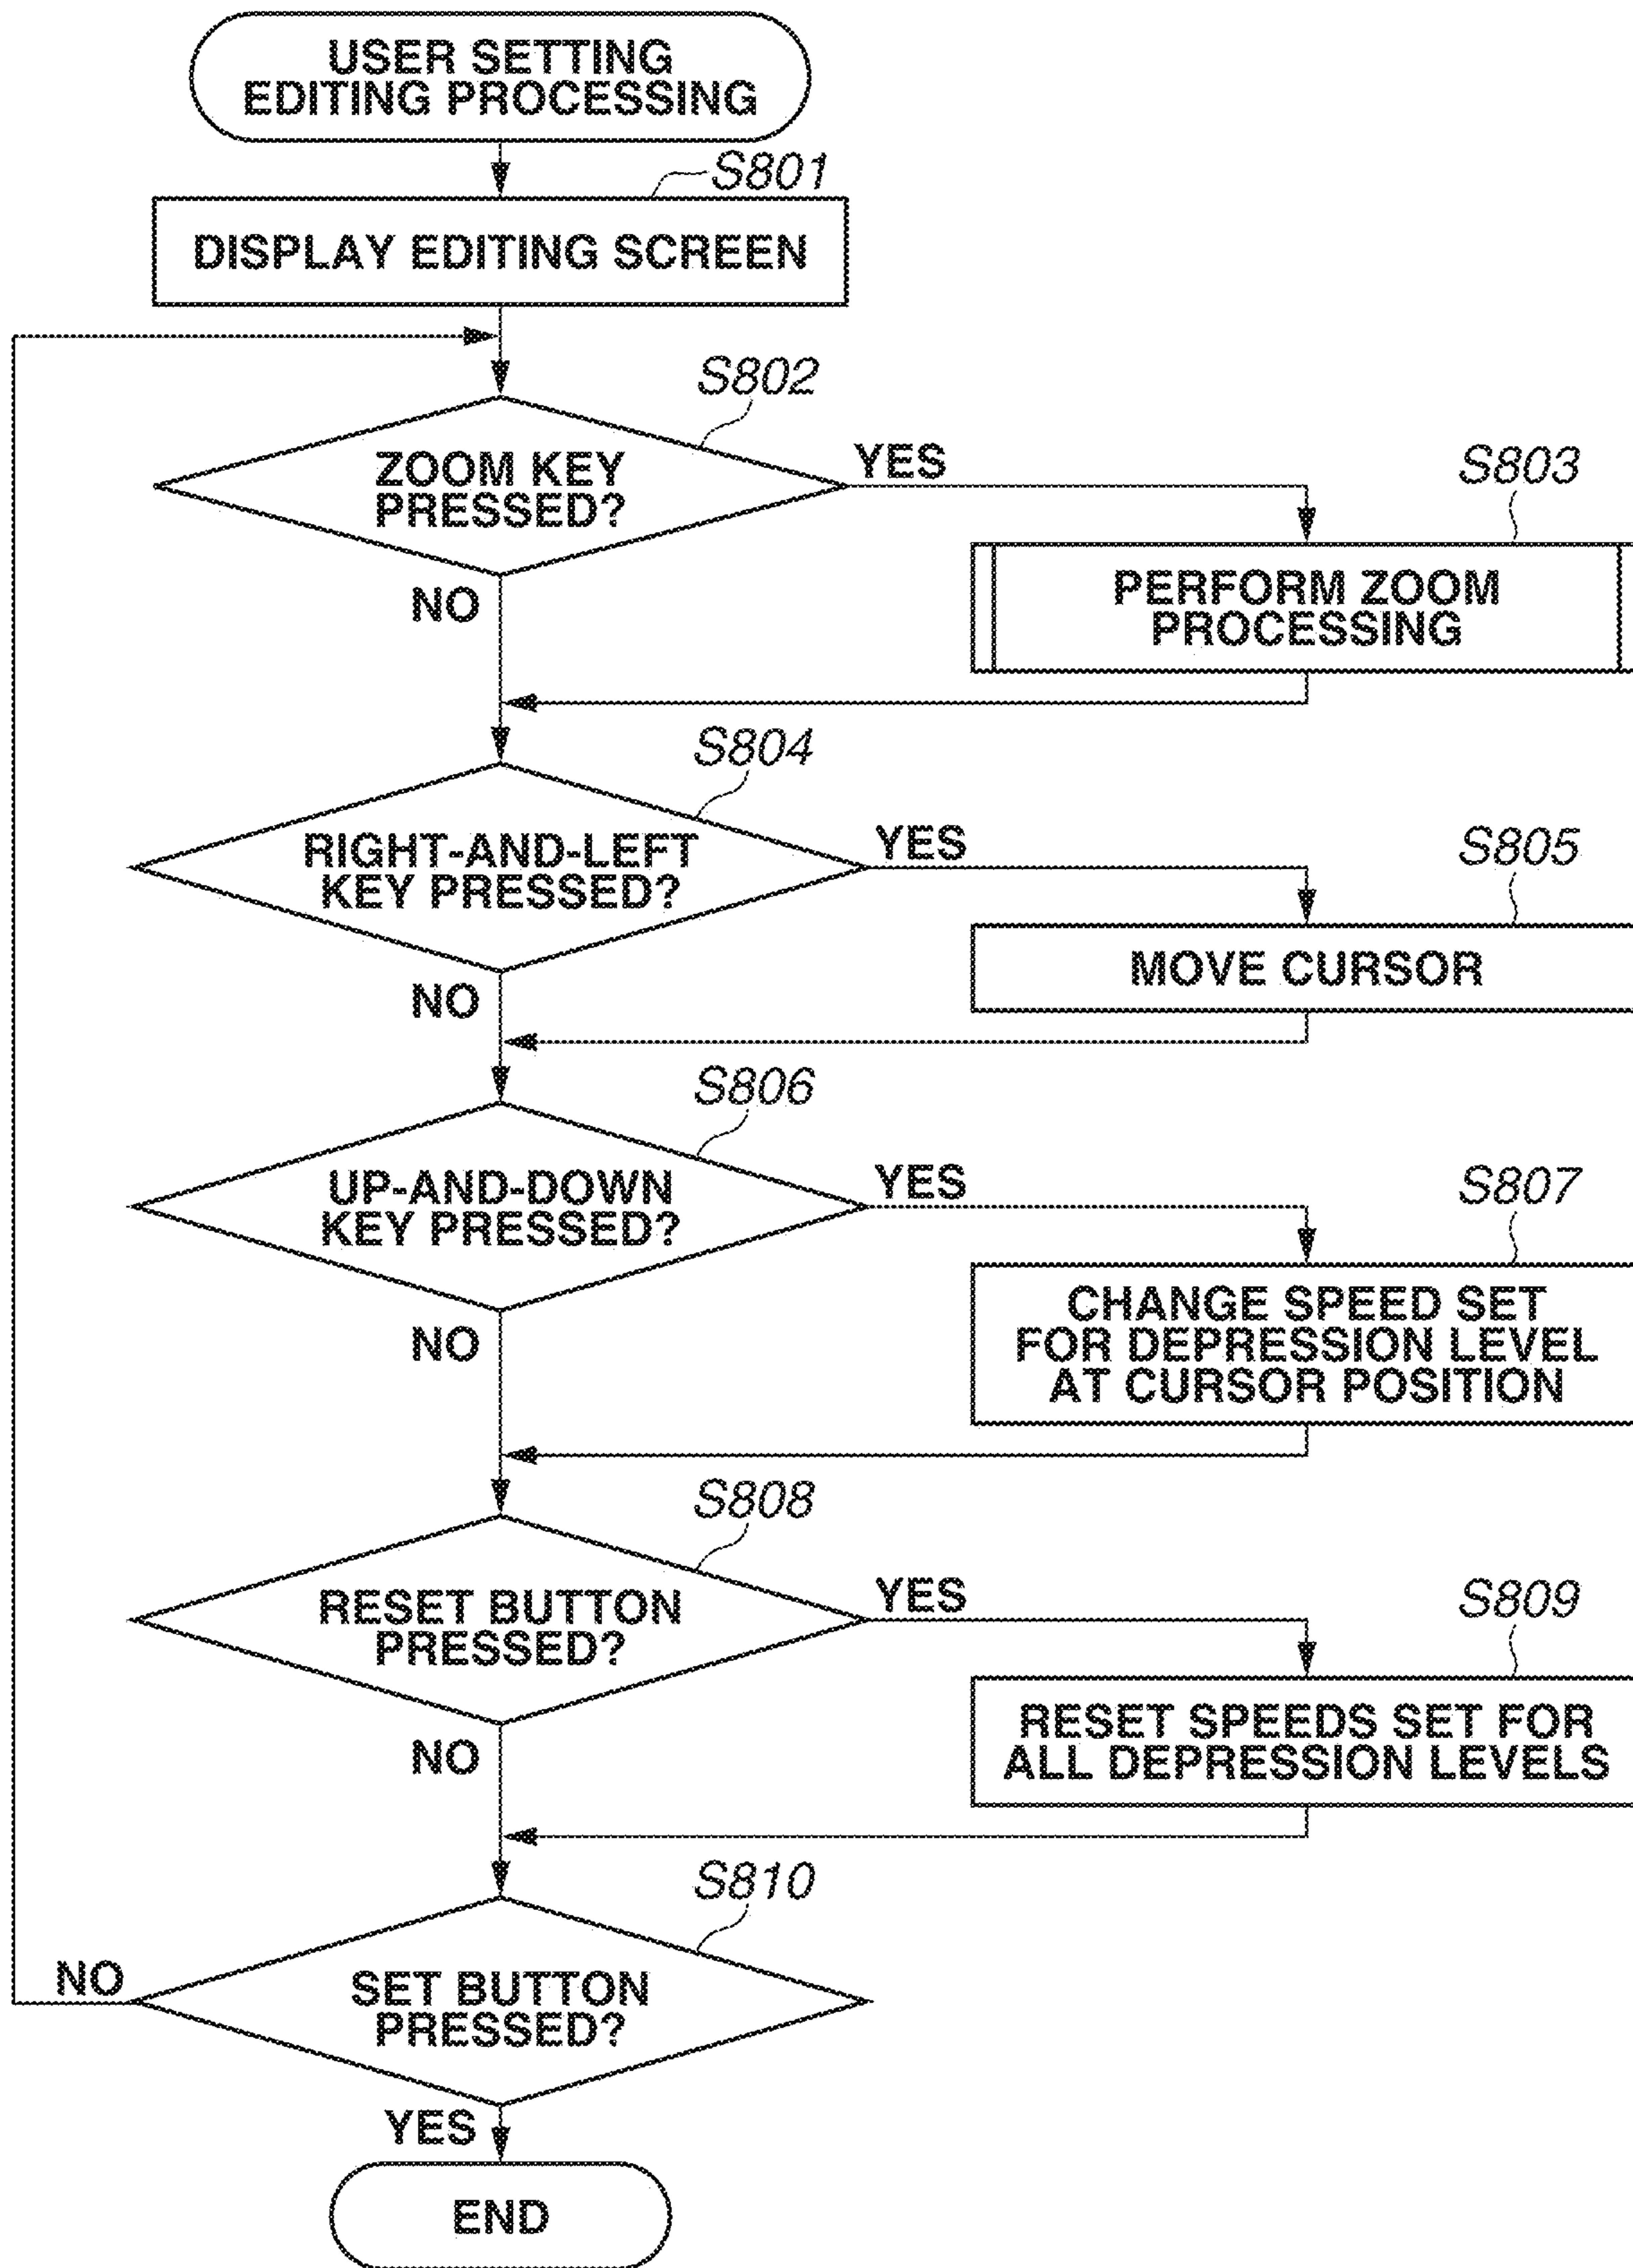 USER SETTING
EDITING PROCESSING
S801
DISPLAY EDITING SCREEN
S802
ZOOM KEY
PRESSED?
YES
NO
S803
PERFORM ZOOM
PROCESSING
S804
RIGHT-AND-LEFT
KEY PRESSED?
YES
NO
S805
MOVE CURSOR
S806
UP-AND-DOWN
KEY PRESSED?
YES
NO
S807
CHANGE SPEED SET
FOR DEPRESSION LEVEL
AT CURSOR POSITION
S808
RESET BUTTON
PRESSED?
YES
NO
S809
RESET SPEEDS SET FOR
ALL DEPRESSION LEVELS
S810
SET BUTTON
PRESSED?
NO
YES
END